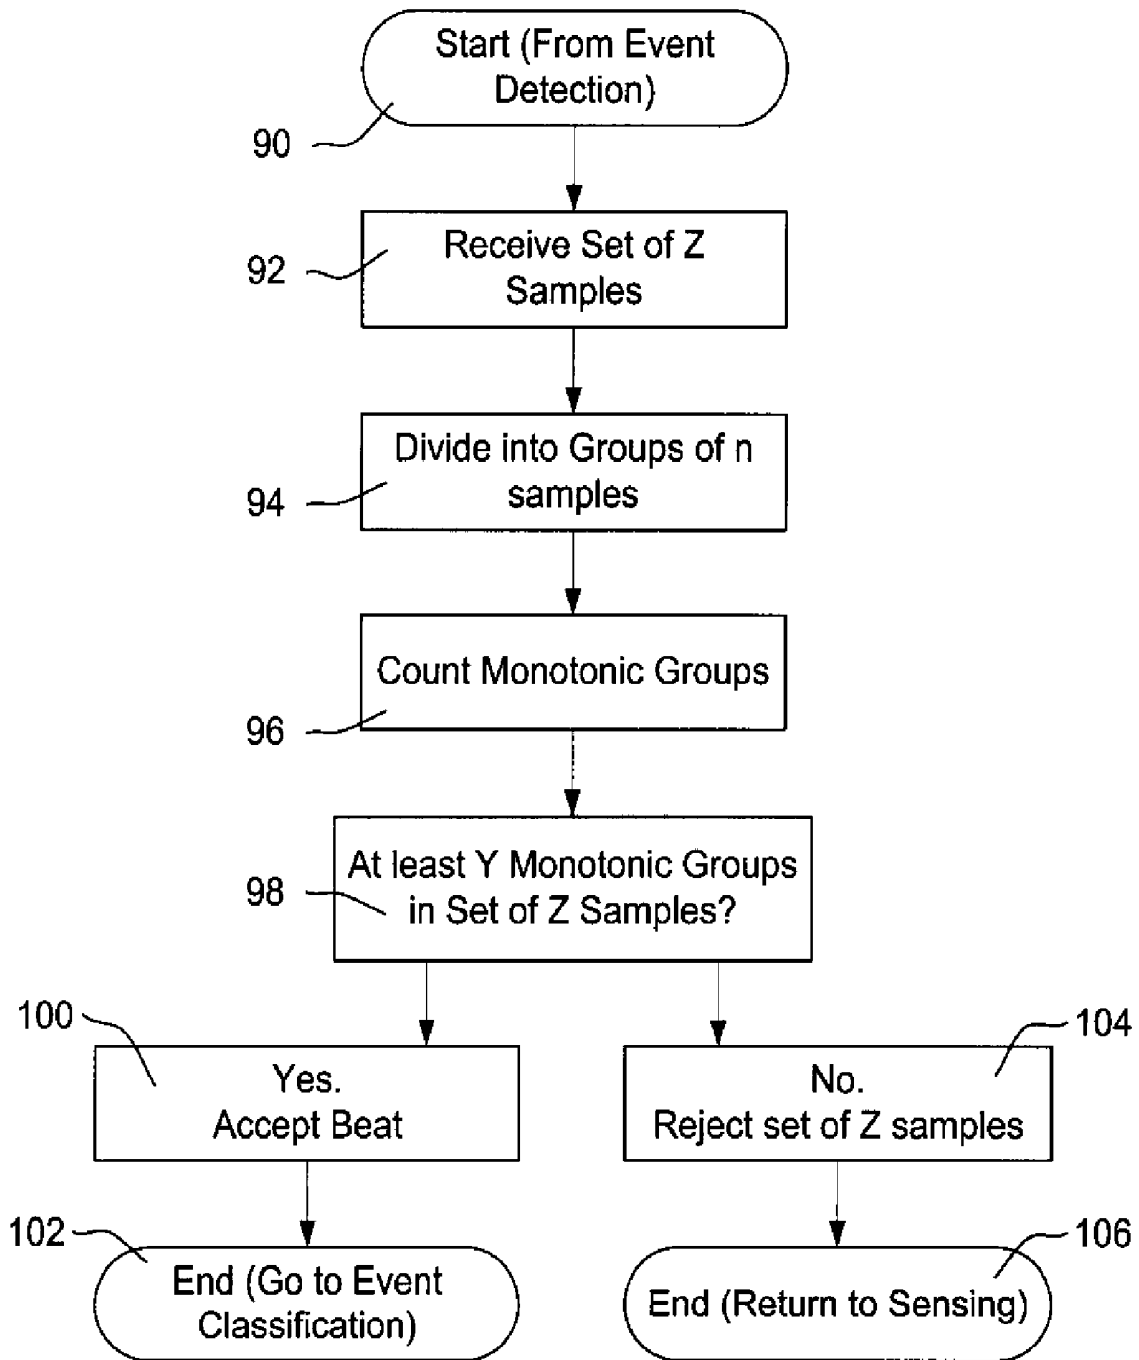 Start (From Event
Detection)
90
Receive Set of Z
Samples
92
Divide into Groups of n
samples
94
Count Monotonic Groups
96
At least Y Monotonic Groups
in Set of Z Samples?
98
100
Yes.
Accept Beat
104
No.
Reject set of Z samples
102
End (Go to Event
Classification)
106
End (Return to Sensing)